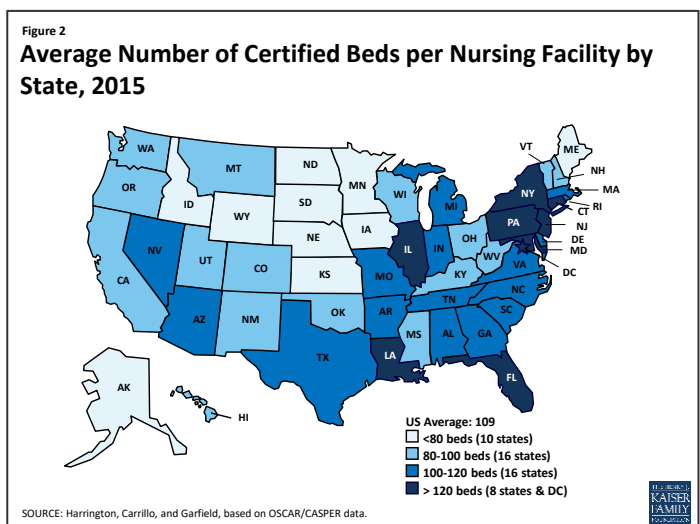 Figure 2
Average Number of Certified Beds per Nursing Facility by
State, 2015
WA
MT
ND
MN
VT
ME
OR
ID
SD
WI
MI
NY
NH
MA
WY
RI
CT
NE
IA
PA
NJ
NV
UT
CO
IL
IN
OH
DE
MD
CA
KS
MO
KY
WV
VA
DC
AZ
NM
OK
AR
TN
NC
SC
TX
LA
MS
AL
GA
FL
AK
HI
US Average: 109
<80 beds (10 states)
80-100 beds (16 states)
100-120 beds (16 states)
> 120 beds (8 states & DC)
SOURCE: Harrington, Carrillo, and Garfield, based on OSCAR/CASPER data.
THE HENRY J.
KAISER
FAMILY
FOUNDATION